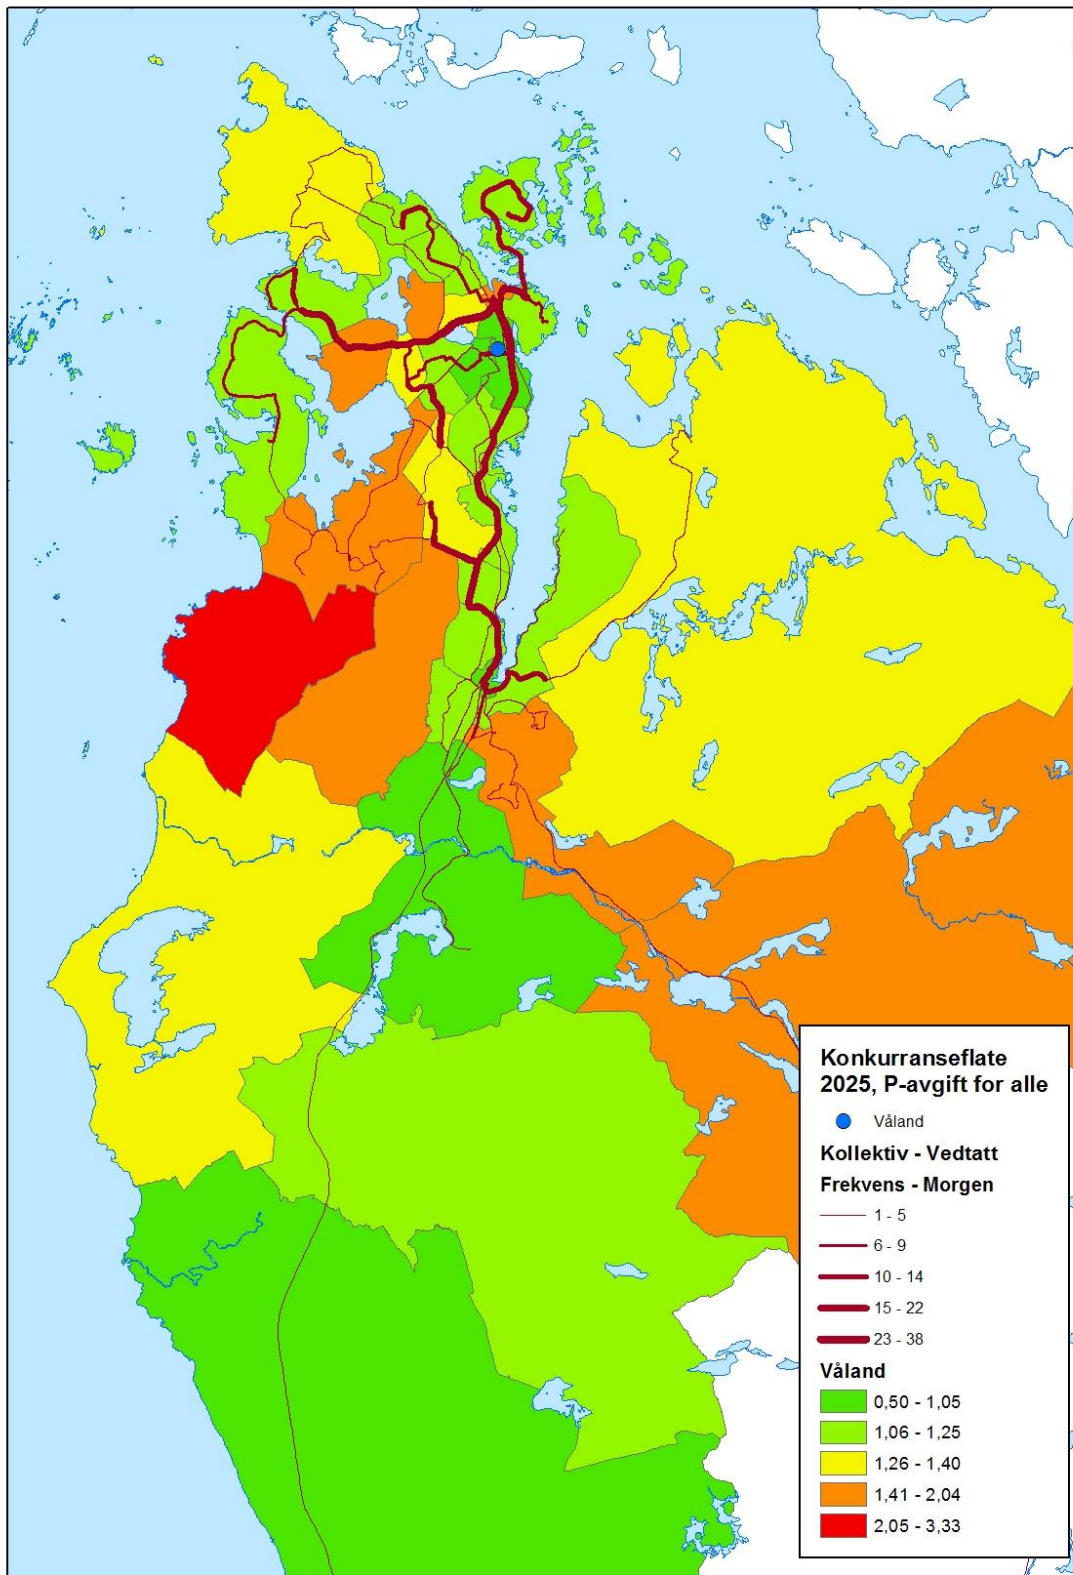 Konkurranseflate
2025, P-avgift for alle
Våland
Kollektiv - Vedtatt
Frekvens - Morgen
1 - 5
6 - 9
10 - 14
15 - 22
23 - 38
Våland
0,50 - 1,05
1,06 - 1,25
1,26 - 1,40
1,41 - 2,04
2,05 - 3,33